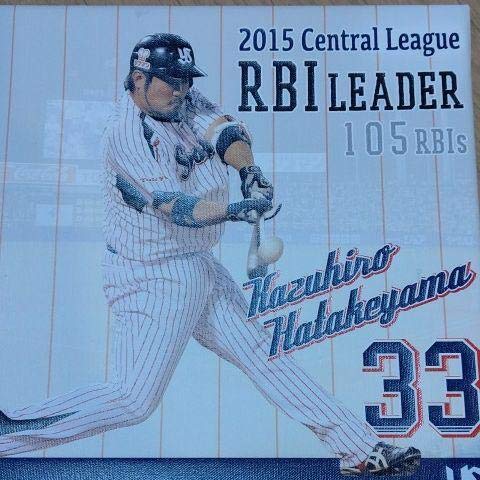 2015 Central League
RBI LEADER
105 RBIs
Kazuhiro
Hatakeyama
33